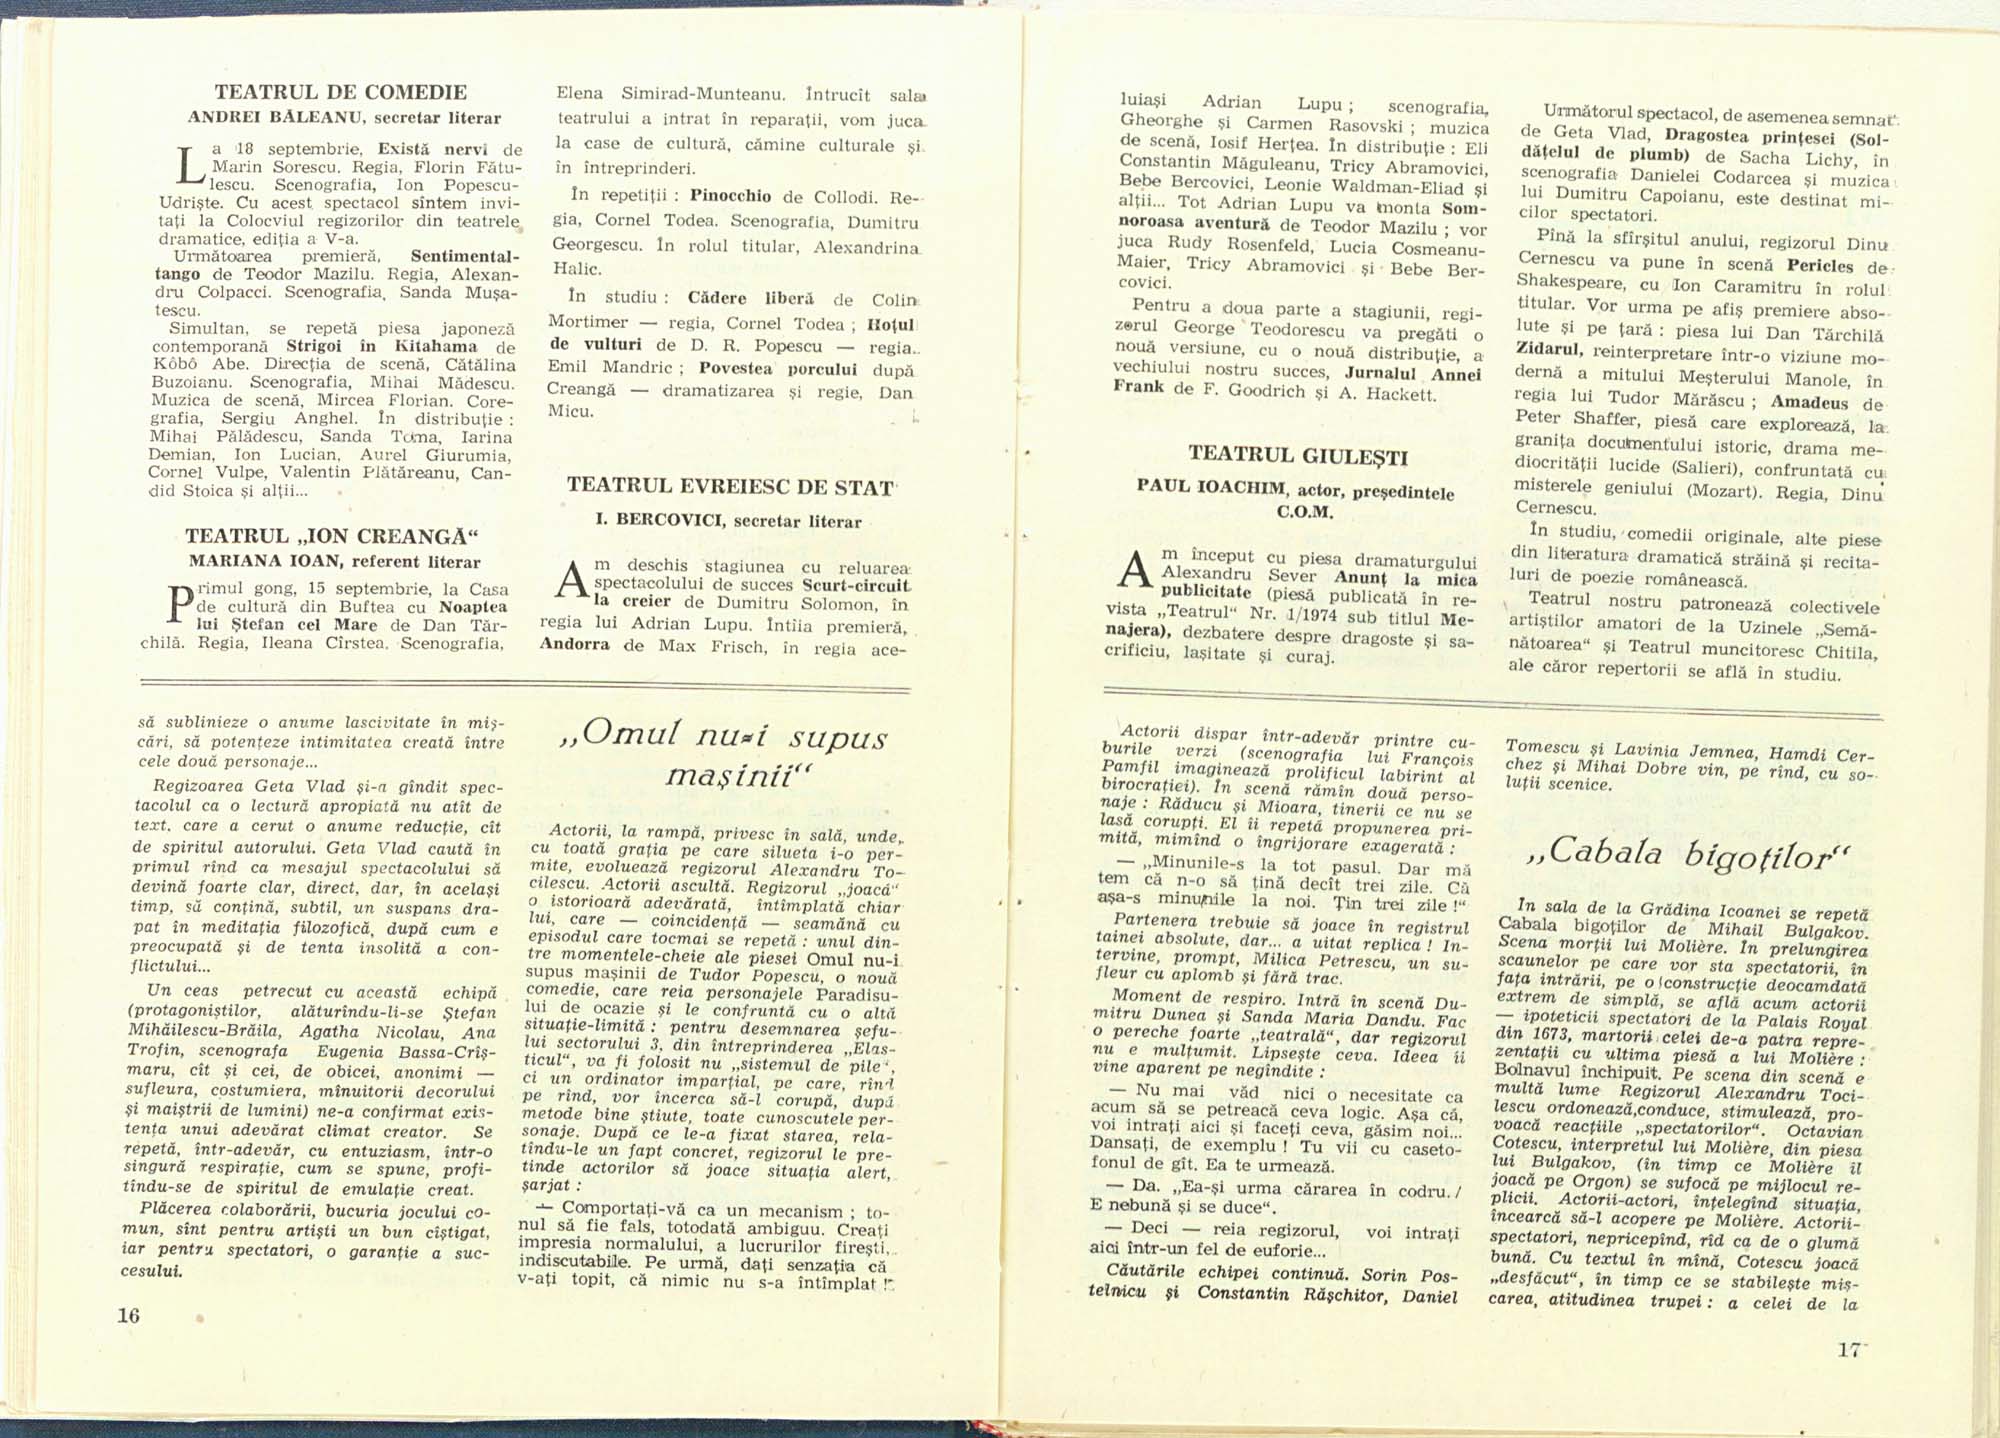 TEATRUL DE COMEDIE
ANDREI BĂLEANU, secretar literar
La 18 septembrie, Există nervi de
Marin Sorescu. Regia, Florin Fătu-
lescu. Scenografia, Ion Popescu-
Udriște. Cu acest spectacol sîntem invi-
tați la Colocviul regizorilor din teatrele
dramatice, ediția a V-a.
Următoarea premieră, Sentimental-
tango de Teodor Mazilu. Regia, Alexan-
dru Colpacci. Scenografia, Sanda Mușa-
tescu.
Simultan, se repetă piesa japoneză
contemporană Strigoi în Kitahama de
Kôbô Abe. Direcția de scenă, Cătălina
Buzoianu. Scenografia, Mihai Mădescu.
Muzica de scenă, Mircea Florian. Core-
grafia, Sergiu Anghel. În distribuție :
Mihai Pălădescu, Sanda Toma, Iarina
Demian, Ion Lucian, Aurel Giurumia,
Cornel Vulpe, Valentin Plătăreanu, Can-
did Stoica și alții...
TEATRUL „ION CREANGĂ“
MARIANA IOAN, referent literar
Primul gong, 15 septembrie, la Casa
de cultură din Buftea cu Noaptea
lui Ștefan cel Mare de Dan Tăr-
chilă. Regia, Ileana Cîrstea. Scenografia,
Elena Simirad-Munteanu. Întrucît sala
teatrului a intrat în reparații, vom juca
la case de cultură, cămine culturale și
în întreprinderi.
În repetiții : Pinocchio de Collodi. Re-
gia, Cornel Todea. Scenografia, Dumitru
Georgescu. În rolul titular, Alexandrina
Halic.
În studiu : Cădere liberă de Colin
Mortimer — regia, Cornel Todea ; Hoțul
de vulturi de D. R. Popescu — regia..
Emil Mandric ; Povestea porcului după
Creangă — dramatizarea și regie, Dan
Micu.
TEATRUL EVREIESC DE STAT
I. BERCOVICI, secretar literar
Am deschis stagiunea cu reluarea
spectacolului de succes Scurt-circuit
la creier de Dumitru Solomon, în
regia lui Adrian Lupu. Întîia premieră,
Andorra de Max Frisch, în regia ace-
luiași Adrian Lupu ; scenografia,
Gheorghe și Carmen Rasovski ; muzica
de scenă, Iosif Herțea. În distribuție : Eli
Constantin Măguleanu, Tricy Abramovici,
Bebe Bercovici, Leonie Waldman-Eliad și
alții... Tot Adrian Lupu va monta Som-
noroasa aventură de Teodor Mazilu ; vor
juca Rudy Rosenfeld, Lucia Cosmeanu-
Maier, Tricy Abramovici și Bebe Ber-
covici.
Pentru a doua parte a stagiunii, regi-
zorul George Teodorescu va pregăti o
nouă versiune, cu o nouă distribuție, a
vechiului nostru succes, Jurnalul Annei
Frank de F. Goodrich și A. Hackett.
TEATRUL GIULEȘTI
PAUL IOACHIM, actor, președintele
C.O.M.
Am început cu piesa dramaturgului
Alexandru Sever Anunț la mica
publicitate (piesă publicată în re-
vista „Teatrul“ Nr. 1/1974 sub titlul Me-
najera), dezbatere despre dragoste și sa-
crificiu, lașitate și curaj.
Următorul spectacol, de asemenea semnat
de Geta Vlad, Dragostea prințesei (Sol-
dățelul de plumb) de Sacha Lichy, în
scenografia Danielei Codarcea și muzica
lui Dumitru Capoianu, este destinat mi-
cilor spectatori.
Pînă la sfîrșitul anului, regizorul Dinu
Cernescu va pune în scenă Pericles de
Shakespeare, cu Ion Caramitru în rolul
titular. Vor urma pe afiș premiere abso-
lute și pe țară : piesa lui Dan Tărchilă
Zidarul, reinterpretare într-o viziune mo-
dernă a mitului Meșterului Manole, în
regia lui Tudor Mărăscu ; Amadeus de
Peter Shaffer, piesă care explorează, la
granița documentului istoric, drama me-
diocrității lucide (Salieri), confruntată cu
misterele geniului (Mozart). Regia, Dinu
Cernescu.
În studiu, comedii originale, alte piese
din literatura dramatică străină și recita-
luri de poezie românească.
Teatrul nostru patronează colectivele
artiștilor amatori de la Uzinele „Semă-
nătoarea“ și Teatrul muncitoresc Chitila,
ale căror repertorii se află în studiu.
să sublinieze o anume lascivitate în miș-
cări, să potențeze intimitatea creată între
cele două personaje...
Regizoarea Geta Vlad și-a gîndit spec-
tacolul ca o lectură apropiată nu atît de
text, care a cerut o anume reducție, cît
de spiritul autorului. Geta Vlad caută în
primul rînd ca mesajul spectacolului să
devină foarte clar, direct, dar, în același
timp, să conțină, subtil, un suspans dra-
pat în meditația filozofică, după cum e
preocupată și de tenta insolită a con-
flictului...
Un ceas petrecut cu această echipă
(protagoniștilor, alăturîndu-li-se Ștefan
Mihăilescu-Brăila, Agatha Nicolau, Ana
Trofin, scenografa Eugenia Bassa-Crîș-
maru, cît și cei, de obicei, anonimi —
sufleura, costumiera, mînuitorii decorului
și maiștrii de lumini) ne-a confirmat exis-
tența unui adevărat climat creator. Se
repetă, într-adevăr, cu entuziasm, într-o
singură respirație, cum se spune, profi-
tîndu-se de spiritul de emulație creat.
Plăcerea colaborării, bucuria jocului co-
mun, sînt pentru artiști un bun cîștigat,
iar pentru spectatori, o garanție a suc-
cesului.
16
„Omul nu-i supus
mașinii“
Actorii, la rampă, privesc în sală, unde,
cu toată grația pe care silueta i-o per-
mite, evoluează regizorul Alexandru To-
cilescu. Actorii ascultă. Regizorul „joacă“
o istorioară adevărată, întîmplată chiar
lui, care — coincidență — seamănă cu
episodul care tocmai se repetă : unul din-
tre momentele-cheie ale piesei Omul nu-i
supus mașinii de Tudor Popescu, o nouă
comedie, care reia personajele Paradisu-
lui de ocazie și le confruntă cu o altă
situație-limită : pentru desemnarea șefu-
lui sectorului 3, din întreprinderea „Elas-
ticul“, va fi folosit nu „sistemul de pile“,
ci un ordinator imparțial, pe care, rînd
pe rînd, vor încerca să-l corupă, după
metode bine știute, toate cunoscutele per-
sonaje. După ce le-a fixat starea, rela-
tîndu-le un fapt concret, regizorul le pre-
tinde actorilor să joace situația alert,
șarjat :
— Comportați-vă ca un mecanism ; to-
nul să fie fals, totodată ambiguu. Creați
impresia normalului, a lucrurilor firești,
indiscutabile. Pe urmă, dați senzația că
v-ați topit, că nimic nu s-a întîmplat !
Actorii dispar într-adevăr printre cu-
burile verzi (scenografia lui François
Pamfil imaginează prolificul labirint al
birocrației). În scenă rămîn două perso-
naje : Răducu și Mioara, tinerii ce nu se
lasă corupți. El îi repetă propunerea pri-
mită, mimînd o îngrijorare exagerată :
— „Minunile-s la tot pasul. Dar mă
tem că n-o să țină decît trei zile. Că
așa-s minunile la noi. Țin trei zile !“
Partenera trebuie să joace în registrul
tainei absolute, dar... a uitat replica ! In-
tervine, prompt, Milica Petrescu, un su-
fleur cu aplomb și fără trac.
Moment de respiro. Intră în scenă Du-
mitru Dunea și Sanda Maria Dandu. Fac
o pereche foarte „teatrală“, dar regizorul
nu e mulțumit. Lipsește ceva. Ideea îi
vine aparent pe negîndite :
— Nu mai văd nici o necesitate ca
acum să se petreacă ceva logic. Așa că,
voi intrați aici și faceți ceva, găsim noi...
Dansați, de exemplu ! Tu vii cu caseto-
fonul de gît. Ea te urmează.
— Da. „Ea-și urma cărarea în codru. /
E nebună și se duce“.
— Deci — reia regizorul, voi intrați
aici într-un fel de euforie...
Căutările echipei continuă. Sorin Pos-
telnicu și Constantin Rășchitor, Daniel
Tomescu și Lavinia Jemnea, Hamdi Cer-
chez și Mihai Dobre vin, pe rînd, cu so-
luții scenice.
„Cabala bigoților“
În sala de la Grădina Icoanei se repetă
Cabala bigoților de Mihail Bulgakov.
Scena morții lui Molière. În prelungirea
scaunelor pe care vor sta spectatorii, în
fața intrării, pe o construcție deocamdată
extrem de simplă, se află acum actorii
— ipoteticii spectatori de la Palais Royal
din 1673, martorii celei de-a patra repre-
zentații cu ultima piesă a lui Molière :
Bolnavul închipuit. Pe scena din scenă e
multă lume Regizorul Alexandru Toci-
lescu ordonează,conduce, stimulează, pro-
voacă reacțiile „spectatorilor“. Octavian
Cotescu, interpretul lui Molière, din piesa
lui Bulgakov, (în timp ce Molière îl
joacă pe Orgon) se sufocă pe mijlocul re-
plicii. Actorii-actori, înțelegînd situația,
încearcă să-l acopere pe Molière. Actorii-
spectatori, nepricepînd, rîd ca de o glumă
bună. Cu textul în mînă, Cotescu joacă
„desfăcut“, în timp ce se stabilește miș-
carea, atitudinea trupei : a celei de la
17